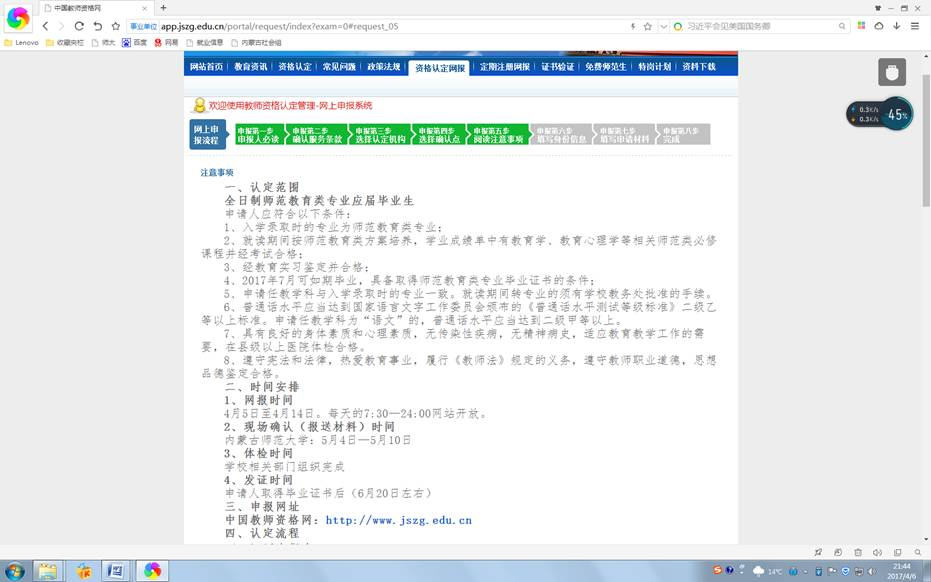 中国教师资格网
事业单位 app.jszg.edu.cn/portal/request/index?exam=0#request_05
习近平会见美国国务卿
Lenovo 收藏夹栏 师大 百度 网易 就业信息 内蒙古社会组
网站首页 教育资讯 资格认定 常见问题 政策法规 资格认定网报 定期注册网报 证书验证 免费师范生 特岗计划 资料下载
欢迎使用教师资格认定管理-网上申报系统
0.3K/s
0.3K/s
45%
网上申
报流程
申报第一步 申报第二步 申报第三步 申报第四步 申报第五步 申报第六步 申报第七步 申报第八步
申报人必读 确认服务条款 选择认定机构 选择确认点 阅读注意事项 填写身份信息 填写申请材料 完成
注意事项
一、认定范围
全日制师范教育类专业应届毕业生
申请人应符合以下条件：
1、入学录取时的专业为师范教育类专业；
2、就读期间按师范教育类方案培养，学业成绩单中有教育学、教育心理学等相关师范类必修
课程并经考试合格；
3、经教育实习鉴定并合格；
4、2017年7月可如期毕业，具备取得师范教育类专业毕业证书的条件；
5、申请任教学科与入学录取时的专业一致。就读期间转专业的须有学校教务处批准的手续。
6、普通话水平应当达到国家语言文字工作委员会颁布的《普通话水平测试等级标准》二级乙
等以上标准。申请任教学科为“语文”的，普通话水平应当达到二级甲等以上。
7、具有良好的身体素质和心理素质，无传染性疾病，无精神病史，适应教育教学工作的需
要，在县级以上医院体检合格。
8、遵守宪法和法律，热爱教育事业，履行《教师法》规定的义务，遵守教师职业道德，思想
品德鉴定合格。
二、时间安排
1、网报时间
4月5日至4月14日。每天的7:30—24:00网站开放。
2、现场确认（报送材料）时间
内蒙古师范大学：5月4日—5月10日
3、体检时间
学校相关部门组织完成
4、发证时间
申请人取得毕业证书后（6月20日左右）
三、申报网址
中国教师资格网：http://www.jszg.edu.cn
四、认定流程
14℃
21:44
2017/4/6